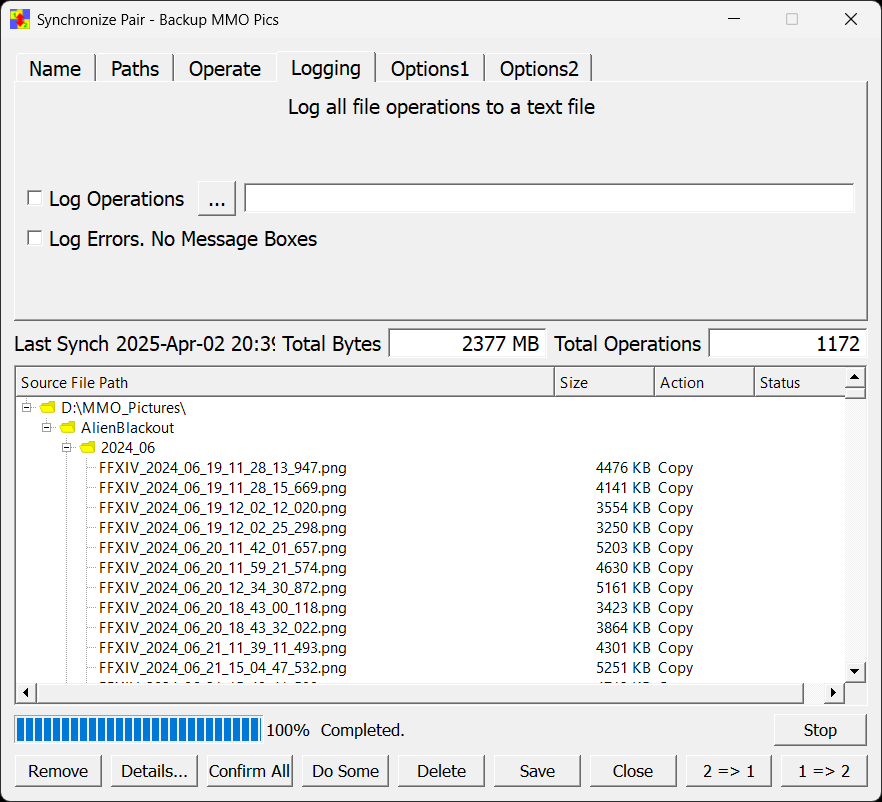 Synchronize Pair - Backup MMO Pics
Name Paths Operate Logging Options1 Options2
Log all file operations to a text file
Log Operations ...
Log Errors. No Message Boxes
Last Synch 2025-Apr-02 20:39 Total Bytes 2377 MB Total Operations 1172
Source File Path Size Action Status
D:\MMO_Pictures\
AlienBlackout
2024_06
FFXIV_2024_06_19_11_28_13_947.png 4476 KB Copy
FFXIV_2024_06_19_11_28_15_669.png 4141 KB Copy
FFXIV_2024_06_19_12_02_12_020.png 3554 KB Copy
FFXIV_2024_06_19_12_02_25_298.png 3250 KB Copy
FFXIV_2024_06_20_11_42_01_657.png 5203 KB Copy
FFXIV_2024_06_20_11_59_21_574.png 4630 KB Copy
FFXIV_2024_06_20_12_34_30_872.png 5161 KB Copy
FFXIV_2024_06_20_18_43_00_118.png 3423 KB Copy
FFXIV_2024_06_20_18_43_32_022.png 3864 KB Copy
FFXIV_2024_06_21_11_39_11_493.png 4301 KB Copy
FFXIV_2024_06_21_15_04_47_532.png 5251 KB Copy
100% Completed. Stop
Remove Details... Confirm All Do Some Delete Save Close 2 => 1 1 => 2